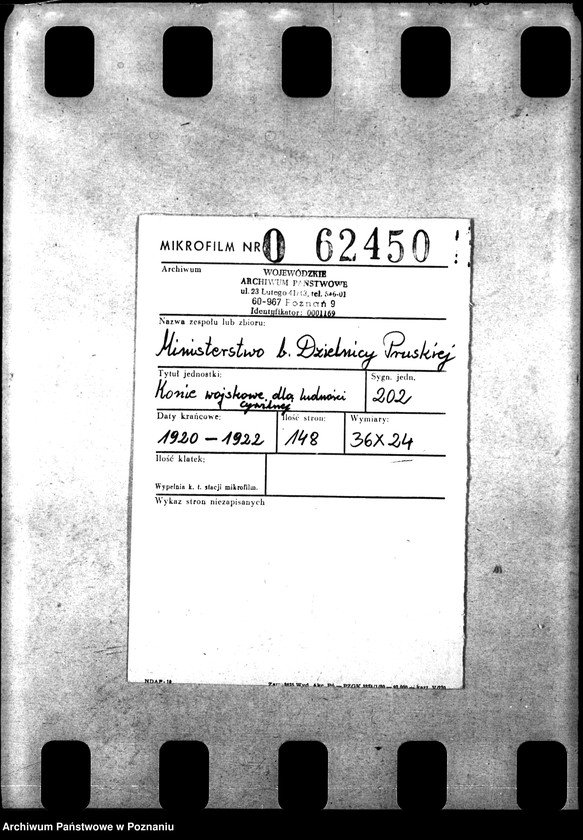 MIKROFILM NR 0 62450
Archiwum
WOJEWÓDZKIE
ARCHIWUM PAŃSTWOWE
ul. 23 Lutego 41/43, tel. 546-01
60-967 Poznań 9
Identyfikator: 0001169
Nazwa zespołu lub zbioru:
Ministerstwo b. Dzielnicy Pruskiej
Tytuł jednostki:
Konie wojskowe dla ludności
cywilnej
Sygn. jedn.
202
Daty krańcowe:
1920 – 1922
Ilość stron:
148
Wymiary:
36X24
Ilość klatek:
Wypełnia k. t. stacji mikrofilm.
Wykaz stron niezapisanych
NDAP-18
Archiwum Państwowe w Poznaniu